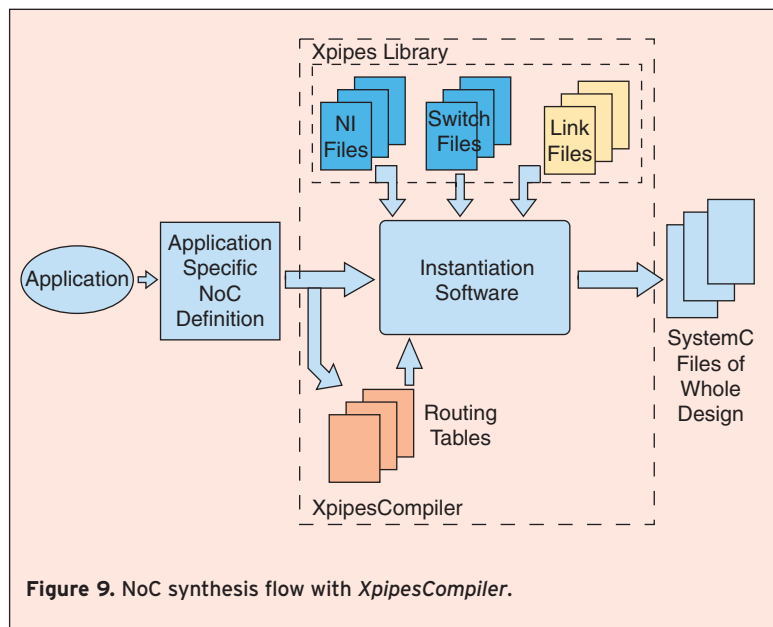 Xpipes Library
NI
Files
Switch
Files
Link
Files
Application
Application
Specific
NoC
Definition
Instantiation
Software
SystemC
Files of
Whole
Design
Routing
Tables
XpipesCompiler
Figure 9. NoC synthesis flow with XpipesCompiler.